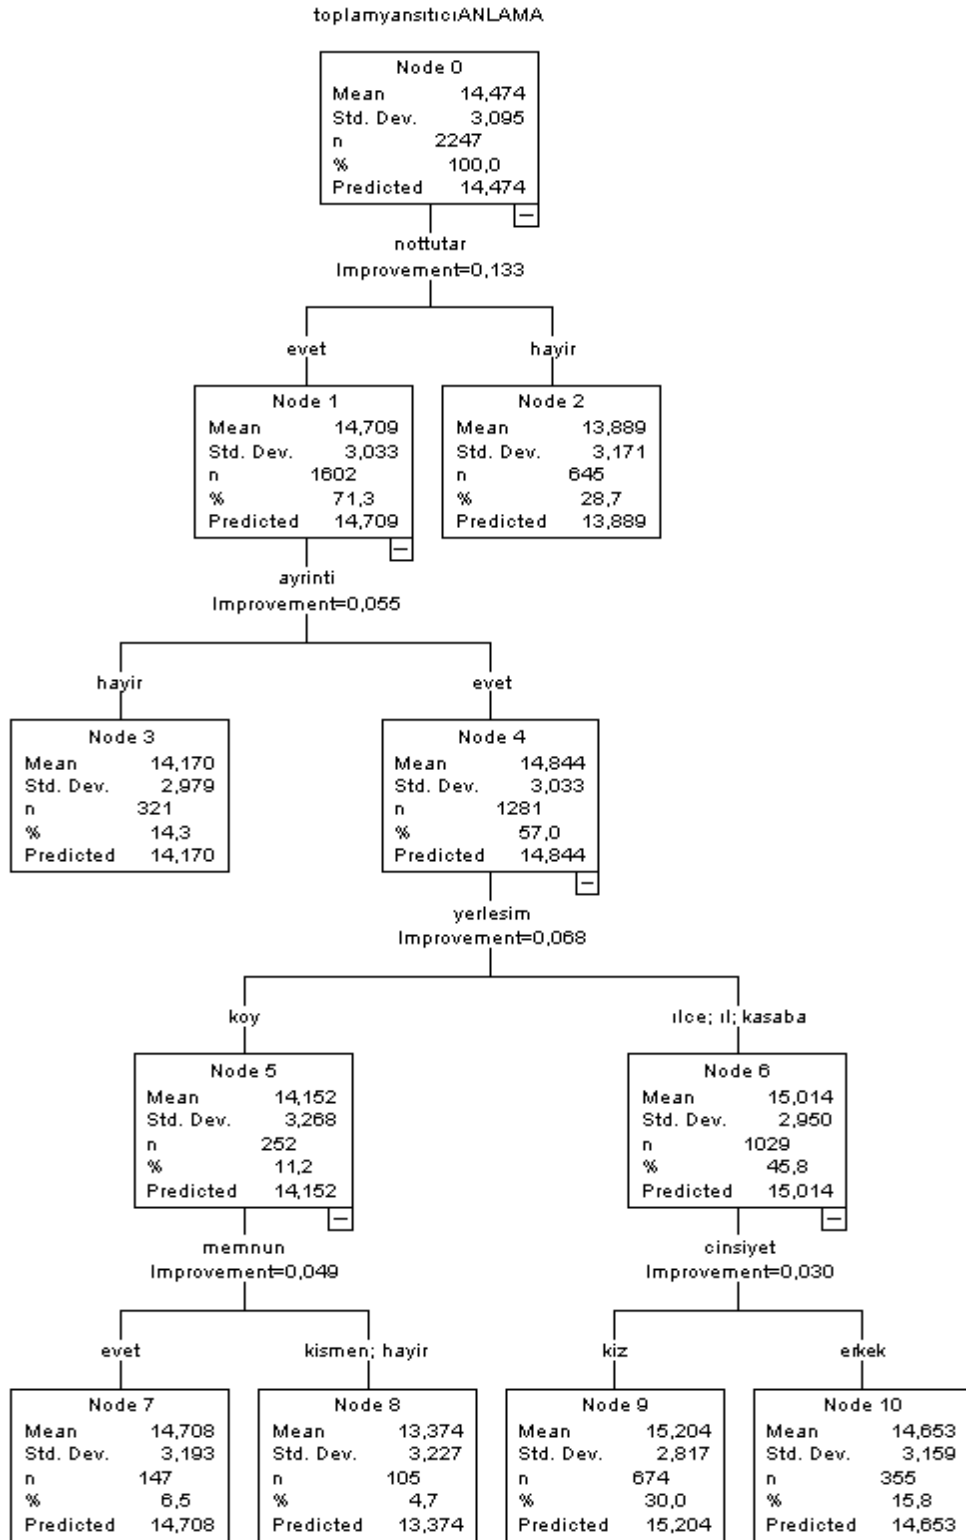 toplamyansıtıcıANLAMA
Node 0
Mean 14,474
Std. Dev. 3,095
n 2247
% 100,0
Predicted 14,474
nottutar
Improvement=0,133
evet
hayir
Node 1
Mean 14,709
Std. Dev. 3,033
n 1602
% 71,3
Predicted 14,709
Node 2
Mean 13,889
Std. Dev. 3,171
n 645
% 28,7
Predicted 13,889
ayrinti
Improvement=0,055
hayir
evet
Node 3
Mean 14,170
Std. Dev. 2,979
n 321
% 14,3
Predicted 14,170
Node 4
Mean 14,844
Std. Dev. 3,033
n 1281
% 57,0
Predicted 14,844
yerlesim
Improvement=0,068
koy
ılce; ıl; kasaba
Node 5
Mean 14,152
Std. Dev. 3,268
n 252
% 11,2
Predicted 14,152
Node 6
Mean 15,014
Std. Dev. 2,950
n 1029
% 45,8
Predicted 15,014
memnun
Improvement=0,049
cinsiyet
Improvement=0,030
evet
kismen; hayir
kiz
erkek
Node 7
Mean 14,708
Std. Dev. 3,193
n 147
% 6,5
Predicted 14,708
Node 8
Mean 13,374
Std. Dev. 3,227
n 105
% 4,7
Predicted 13,374
Node 9
Mean 15,204
Std. Dev. 2,817
n 674
% 30,0
Predicted 15,204
Node 10
Mean 14,653
Std. Dev. 3,159
n 355
% 15,8
Predicted 14,653